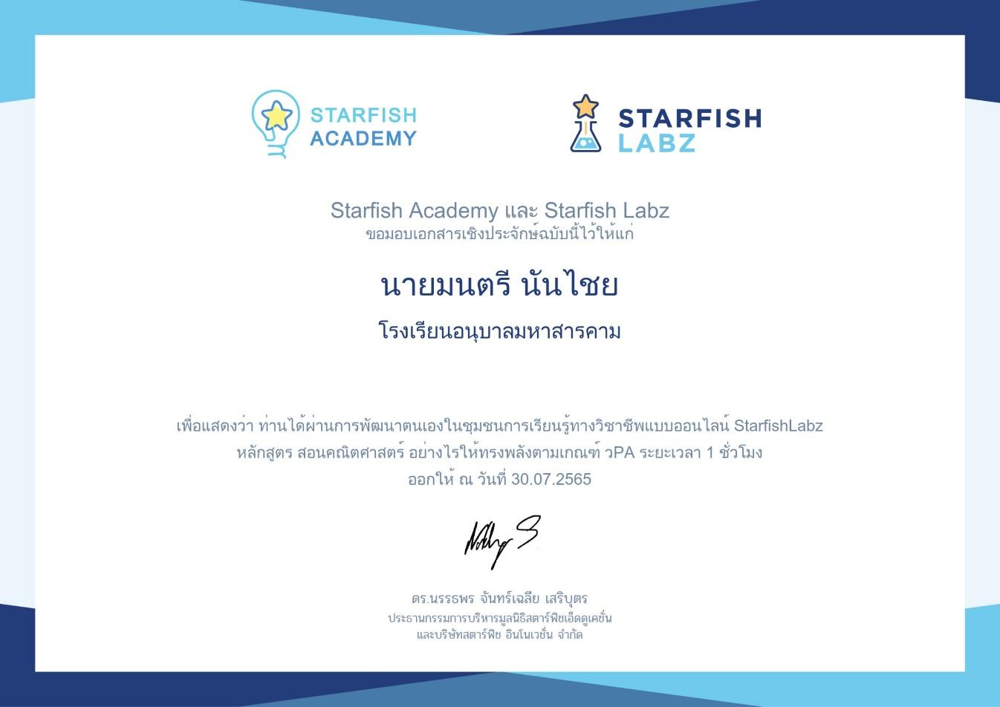 STARFISH
ACADEMY
STARFISH
LABZ
Starfish Academy และ Starfish Labz
ขอมอบเอกสารเชิงประจักษ์ฉบับนี้ไว้ให้แก่
นายมนตรี นันไชย
โรงเรียนอนุบาลมหาสารคาม
เพื่อแสดงว่า ท่านได้ผ่านการพัฒนาตนเองในชุมชนการเรียนรู้ทางวิชาชีพแบบออนไลน์ StarfishLabz
หลักสูตร สอนคณิตศาสตร์ อย่างไรให้ทรงพลังตามเกณฑ์ วPA ระยะเวลา 1 ชั่วโมง
ออกให้ ณ วันที่ 30.07.2565
ดร.นรรธพร จันทร์เฉลี่ย เสริบุตร
ประธานกรรมการบริหารมูลนิธิสตาร์ฟิชเอ็ดดูเคชั่น
และบริษัทสตาร์ฟิช อินโนเวชั่น จำกัด